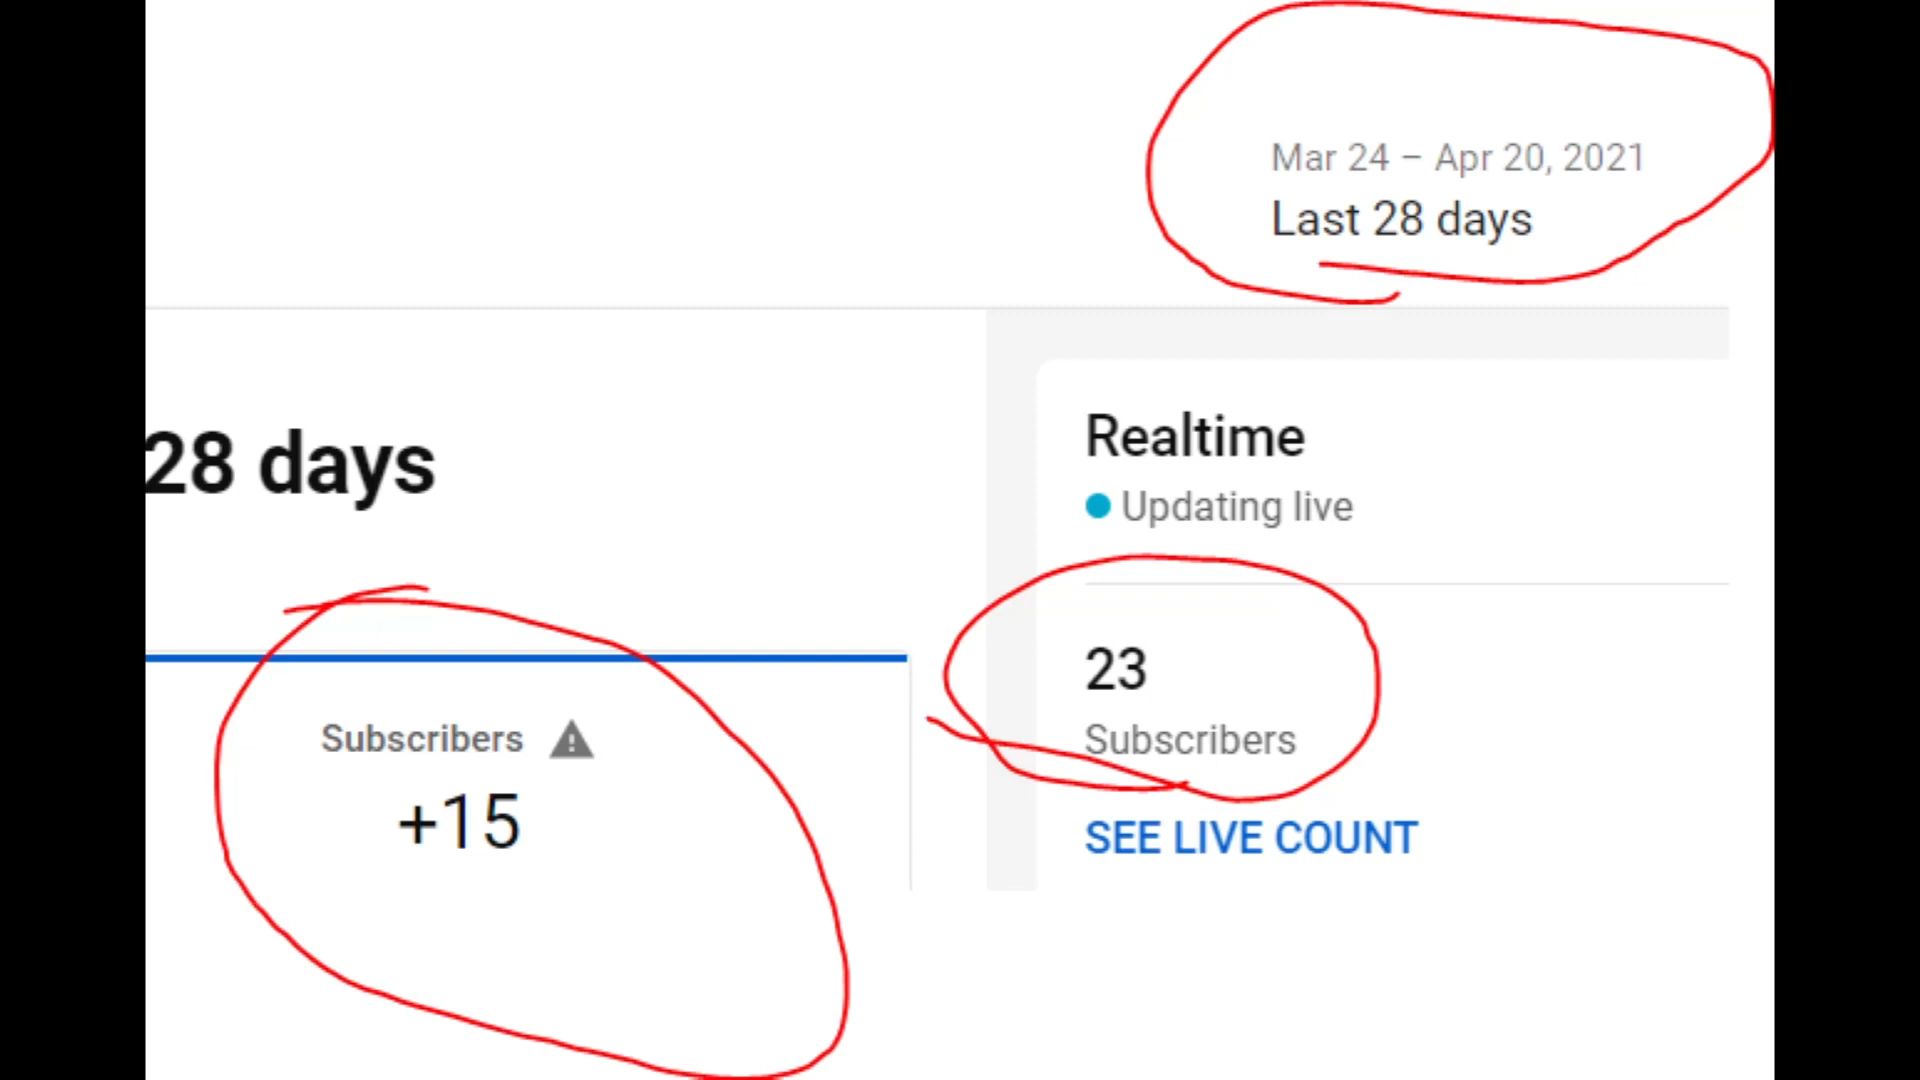 Mar 24 – Apr 20, 2021
Last 28 days
28 days
Realtime
Updating live
Subscribers
+15
23
Subscribers
SEE LIVE COUNT